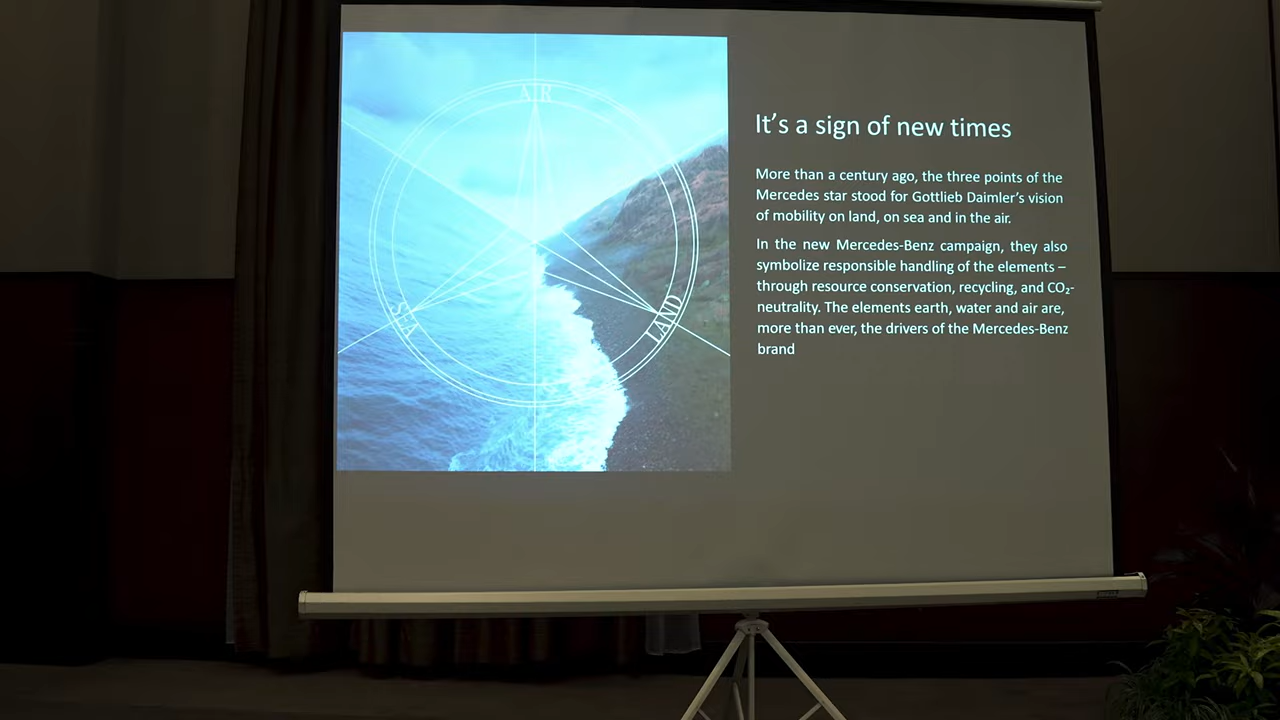 AIR
SEA
LAND
It's a sign of new times
More than a century ago, the three points of the
Mercedes star stood for Gottlieb Daimler's vision
of mobility on land, on sea and in the air.
In the new Mercedes-Benz campaign, they also
symbolize responsible handling of the elements –
through resource conservation, recycling, and CO₂-
neutrality. The elements earth, water and air are,
more than ever, the drivers of the Mercedes-Benz
brand